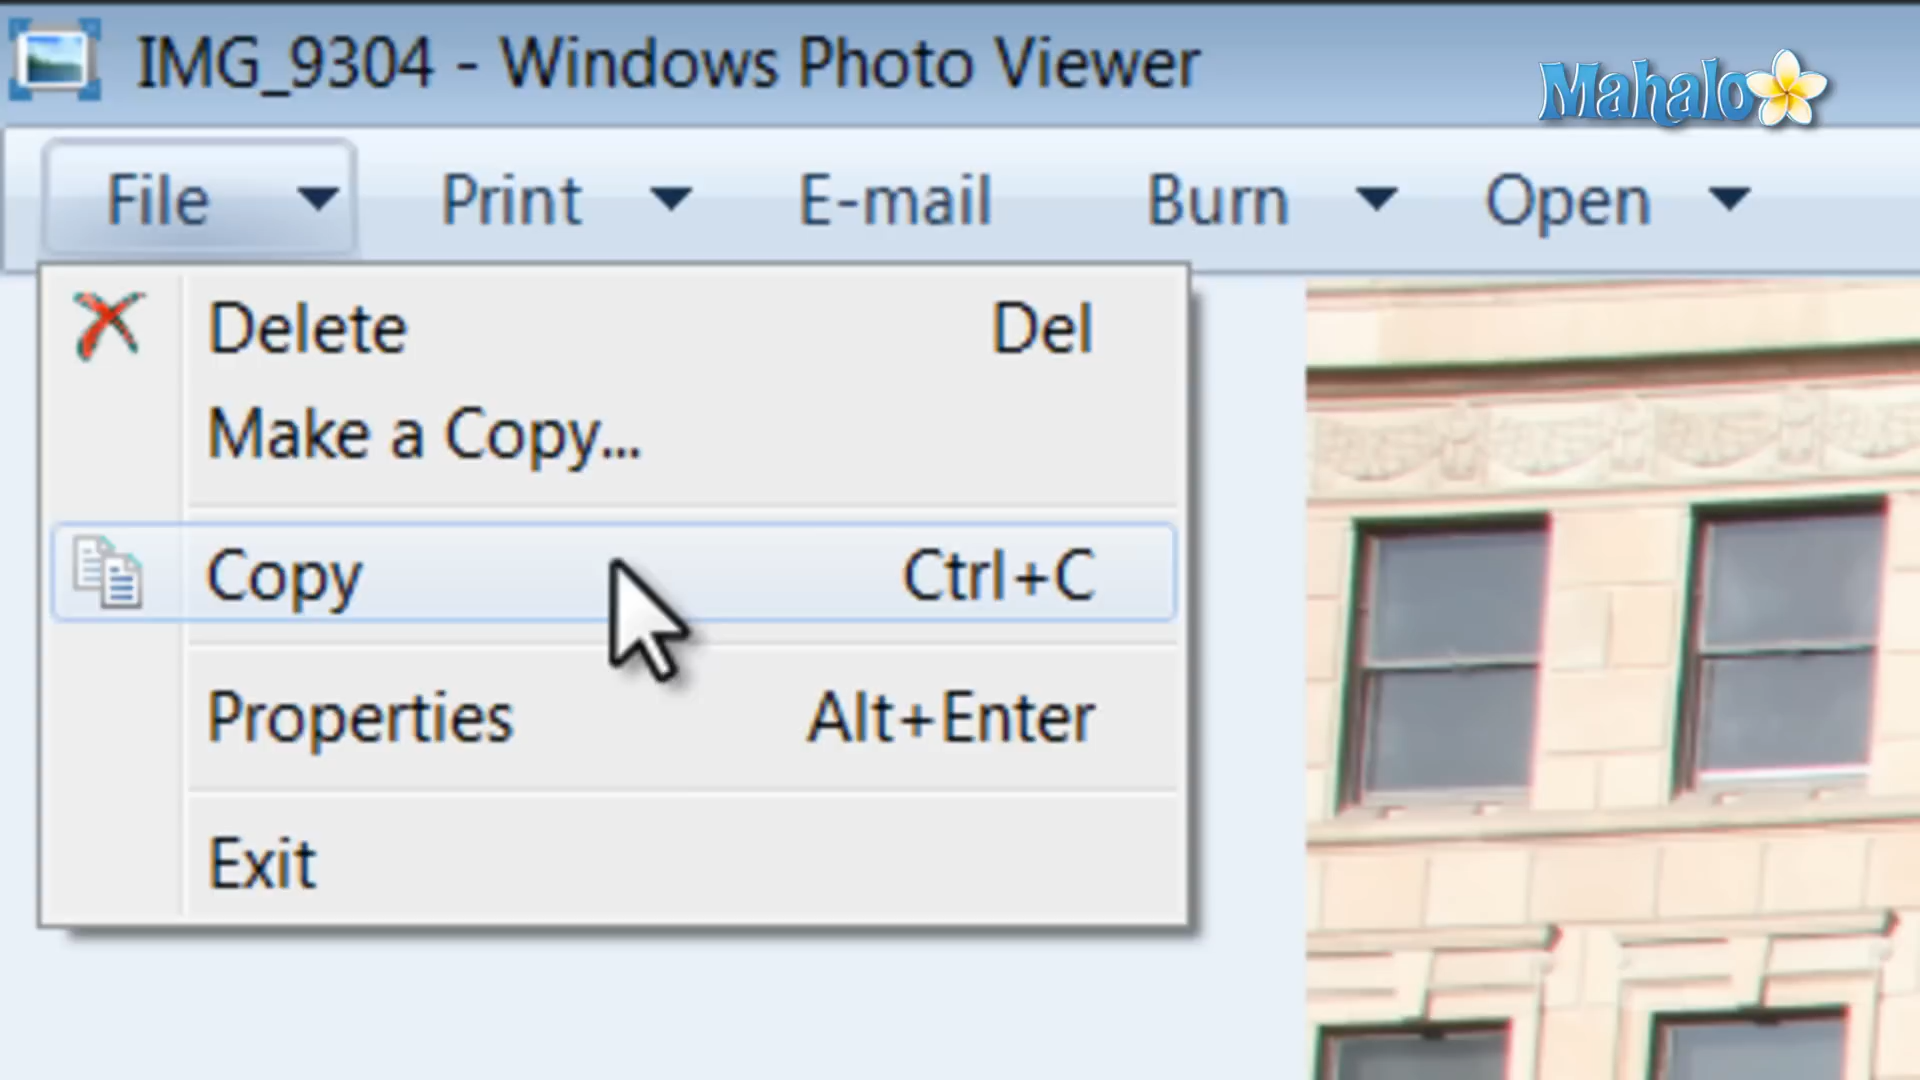 IMG_9304 - Windows Photo Viewer
Mahalo
File Print E-mail Burn Open
Delete Del
Make a Copy...
Copy Ctrl+C
Properties Alt+Enter
Exit